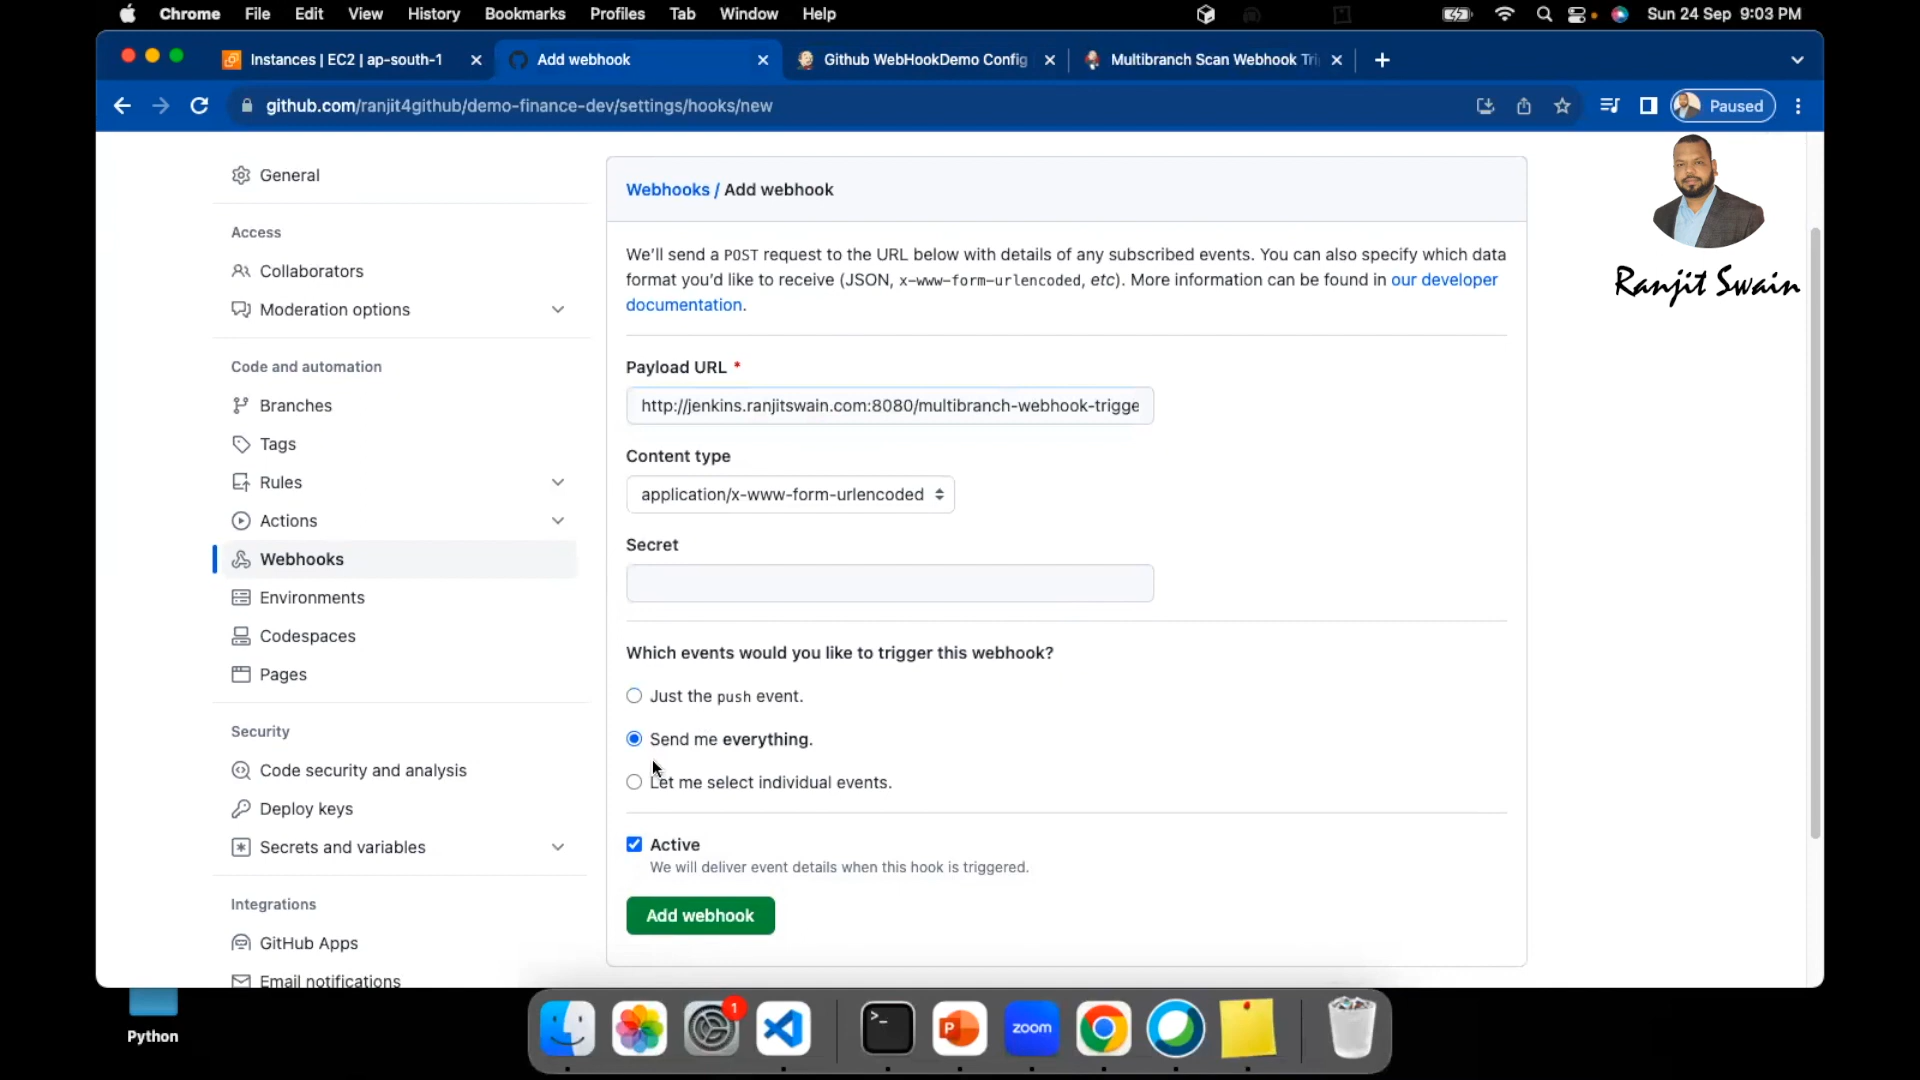 Chrome File Edit View History Bookmarks Profiles Tab Window Help Sun 24 Sep 9:03 PM
Instances | EC2 | ap-south-1 Add webhook Github WebHookDemo Config Multibranch Scan Webhook Tri
github.com/ranjit4github/demo-finance-dev/settings/hooks/new Paused
General
Access
Collaborators
Moderation options
Code and automation
Branches
Tags
Rules
Actions
Webhooks
Environments
Codespaces
Pages
Security
Code security and analysis
Deploy keys
Secrets and variables
Integrations
GitHub Apps
Email notifications
Webhooks / Add webhook
We'll send a POST request to the URL below with details of any subscribed events. You can also specify which data
format you'd like to receive (JSON, x-www-form-urlencoded, etc). More information can be found in our developer
documentation.
Payload URL *
http://jenkins.ranjitswain.com:8080/multibranch-webhook-trigge
Content type
application/x-www-form-urlencoded
Secret
Which events would you like to trigger this webhook?
Just the push event.
Send me everything.
Let me select individual events.
Active
We will deliver event details when this hook is triggered.
Add webhook
Ranjit Swain
Python
1
zoom